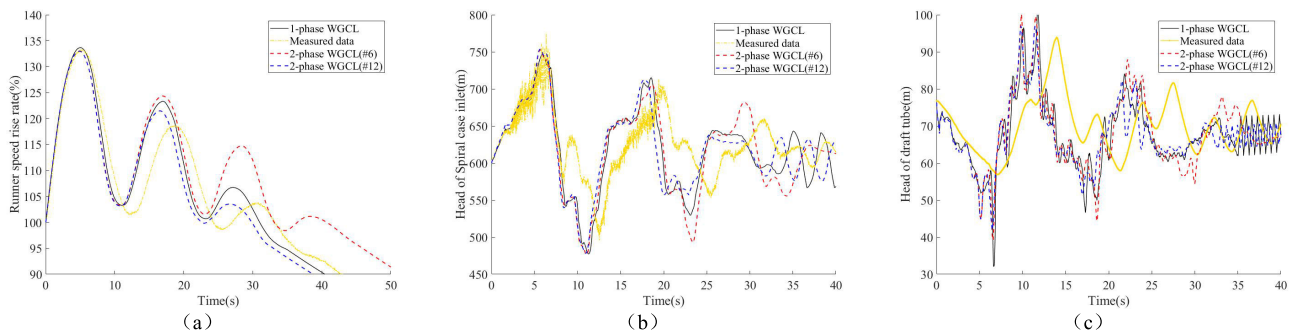 140
135
130
125
120
115
110
105
100
95
90
Runner speed rise rate(%)
0 10 20 30 40 50
Time(s)
1-phase WGCL
Measured data
2-phase WGCL(#6)
2-phase WGCL(#12)
(a)
800
750
700
650
600
550
500
450
Head of Spiral case inlet(m)
0 5 10 15 20 25 30 35 40
Time(s)
1-phase WGCL
Measured data
2-phase WGCL(#6)
2-phase WGCL(#12)
(b)
100
90
80
70
60
50
40
30
Head of draft tube(m)
0 5 10 15 20 25 30 35 40
Time(s)
1-phase WGCL
Measured data
2-phase WGCL(#6)
2-phase WGCL(#12)
(c)